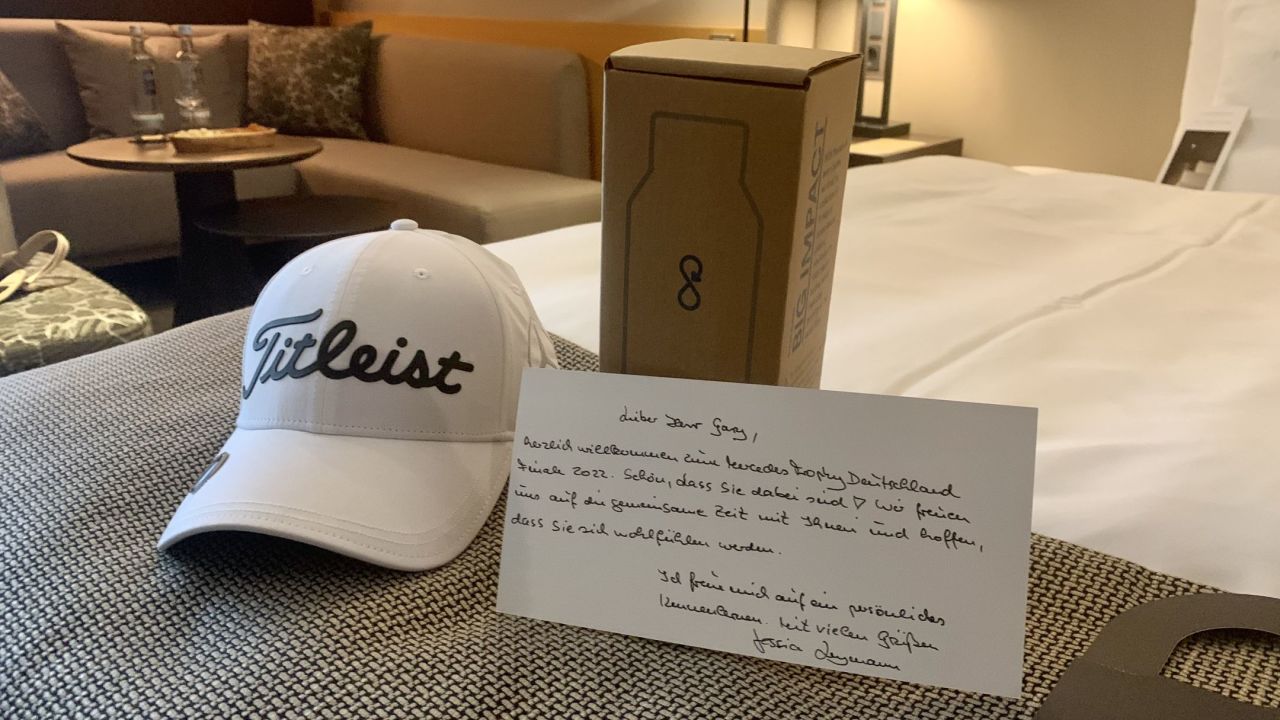 Titleist
BIG IMPACT
Lieber Herr Gary,
herzlich willkommen zum Mercedes Trophy Deutschland
Finale 2022. Schön, dass Sie dabei sind ♡ Wir freuen
uns auf die gemeinsame Zeit mit Ihnen und hoffen,
dass Sie sich wohlfühlen werden.
Ich freue mich auf ein persönliches
Kennenlernen. Mit vielen Grüßen